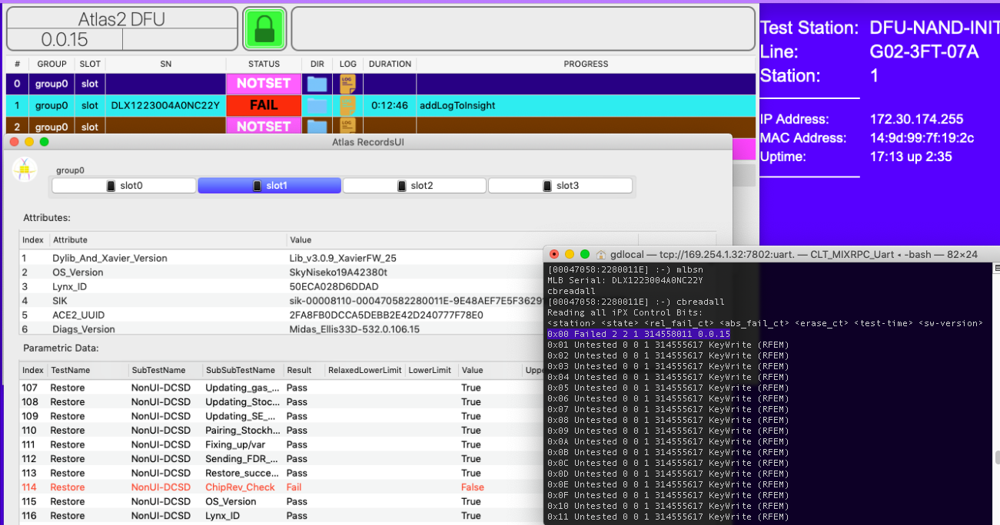 Atlas2 DFU
0.0.15
# GROUP SLOT SN STATUS DIR LOG DURATION PROGRESS
0 group0 slot NOTSET LOG
1 group0 slot DLX1223004A0NC22Y FAIL LOG 0:12:46 addLogToInsight
2 group0 slot NOTSET LOG
Test Station: DFU-NAND-INIT
Line: G02-3FT-07A
Station: 1
IP Address: 172.30.174.255
MAC Address: 14:9d:99:7f:19:2c
Uptime: 17:13 up 2:35
Atlas RecordsUI
group0
slot0 slot1 slot2 slot3
Attributes:
Index Attribute Value
1 Dylib_And_Xavier_Version Lib_v3.0.9_XavierFW_25
2 OS_Version SkyNiseko19A42380t
3 Lynx_ID 50ECA028D6DDAD
4 SIK sik-00008110-000470582280011E-9E48AEF7E5F3629
5 ACE2_UUID 2FA8FB0DCCA5DEBB2E42D240777F78E0
6 Diags_Version Midas_Ellis33D-532.0.106.15
Parametric Data:
Index TestName SubTestName SubSubTestName Result RelaxedLowerLimit LowerLimit Value Uppe
107 Restore NonUI-DCSD Updating_gas_... Pass True
108 Restore NonUI-DCSD Updating_Stoc... Pass True
109 Restore NonUI-DCSD Updating_SE_... Pass True
110 Restore NonUI-DCSD Pairing_Stockh... Pass True
111 Restore NonUI-DCSD Fixing_up/var Pass True
112 Restore NonUI-DCSD Sending_FDR_... Pass True
113 Restore NonUI-DCSD Restore_succe... Pass True
114 Restore NonUI-DCSD ChipRev_Check Fail False
115 Restore NonUI-DCSD OS_Version Pass True
116 Restore NonUI-DCSD Lynx_ID Pass True
gdlocal — tcp://169.254.1.32:7802:uart. — CLT_MIXRPC_Uart ◂ -bash — 82×24
[00047058:2280011E] :-) mlbsn
MLB Serial: DLX1223004A0NC22Y
cbreadall
[00047058:2280011E] :-) cbreadall
Reading all iPX Control Bits:
<station> <state> <rel_fail_ct> <abs_fail_ct> <erase_ct> <test-time> <sw-version>
0x00 Failed 2 2 1 314558011 0.0.15
0x01 Untested 0 0 1 314555617 KeyWrite (RFEM)
0x02 Untested 0 0 1 314555617 KeyWrite (RFEM)
0x03 Untested 0 0 1 314555617 KeyWrite (RFEM)
0x04 Untested 0 0 1 314555617 KeyWrite (RFEM)
0x05 Untested 0 0 1 314555617 KeyWrite (RFEM)
0x06 Untested 0 0 1 314555617 KeyWrite (RFEM)
0x07 Untested 0 0 1 314555617 KeyWrite (RFEM)
0x08 Untested 0 0 1 314555617 KeyWrite (RFEM)
0x09 Untested 0 0 1 314555617 KeyWrite (RFEM)
0x0A Untested 0 0 1 314555617 KeyWrite (RFEM)
0x0B Untested 0 0 1 314555617 KeyWrite (RFEM)
0x0C Untested 0 0 1 314555617 KeyWrite (RFEM)
0x0D Untested 0 0 1 314555617 KeyWrite (RFEM)
0x0E Untested 0 0 1 314555617 KeyWrite (RFEM)
0x0F Untested 0 0 1 314555617 KeyWrite (RFEM)
0x10 Untested 0 0 1 314555617 KeyWrite (RFEM)
0x11 Untested 0 0 1 314555617 KeyWrite (RFEM)